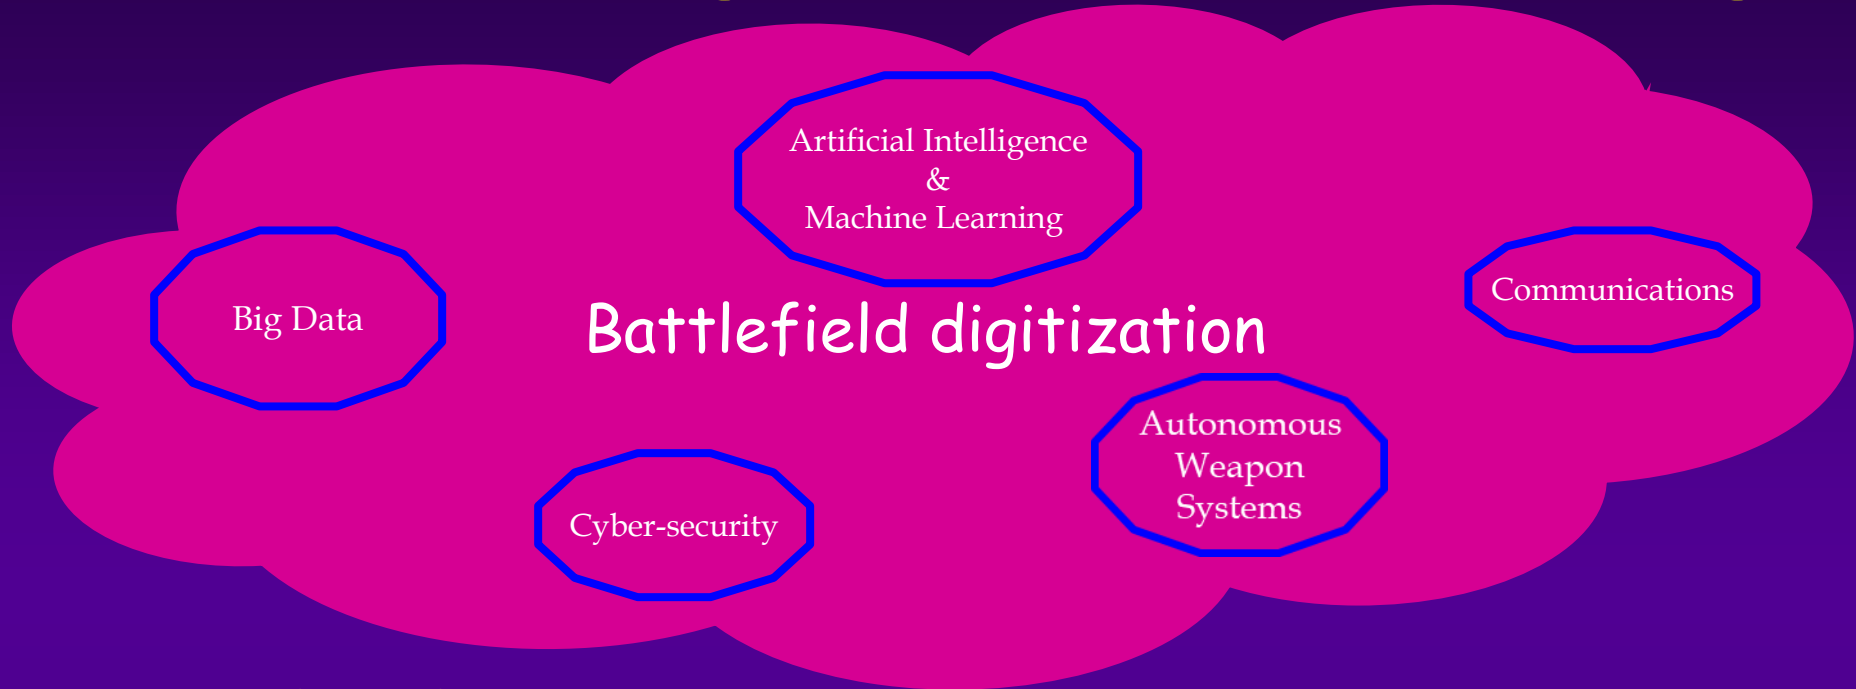 Artificial Intelligence
&
Machine Learning
Communications
Big Data
Battlefield digitization
Autonomous
Weapon
Systems
Cyber-security